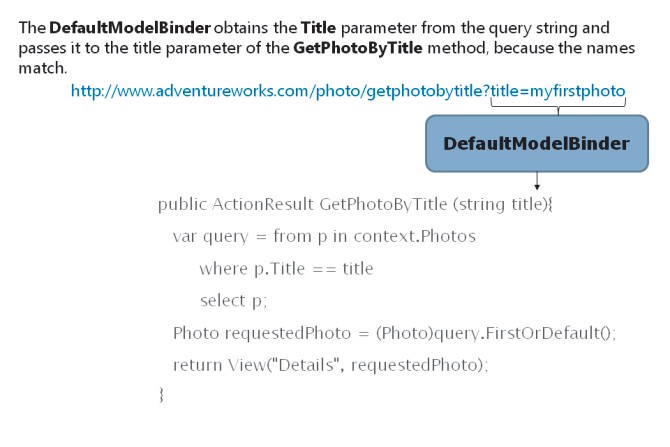 The DefaultModelBinder obtains the Title parameter from the query string and
passes it to the title parameter of the GetPhotoByTitle method, because the names
match.
http://www.adventureworks.com/photo/getphotobytitle?title=myfirstphoto
DefaultModelBinder
public ActionResult GetPhotoByTitle (string title){
var query = from p in context.Photos
where p.Title == title
select p;
Photo requestedPhoto = (Photo)query.FirstOrDefault();
return View("Details", requestedPhoto);
}